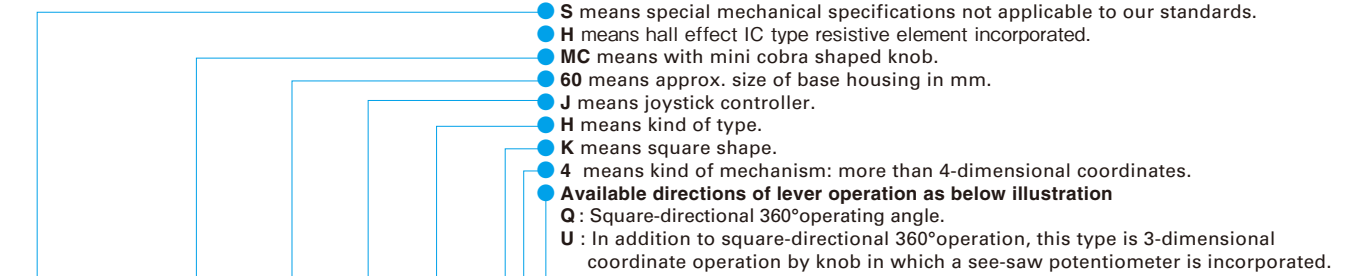 S means special mechanical specifications not applicable to our standards.
H means hall effect IC type resistive element incorporated.
MC means with mini cobra shaped knob.
60 means approx. size of base housing in mm.
J means joystick controller.
H means kind of type.
K means square shape.
4 means kind of mechanism: more than 4-dimensional coordinates.
Available directions of lever operation as below illustration
Q : Square-directional 360°operating angle.
U : In addition to square-directional 360°operation, this type is 3-dimensional
coordinate operation by knob in which a see-saw potentiometer is incorporated.